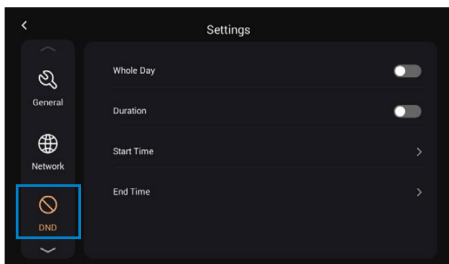 Settings
General
Network
DND
Whole Day
Duration
Start Time
End Time